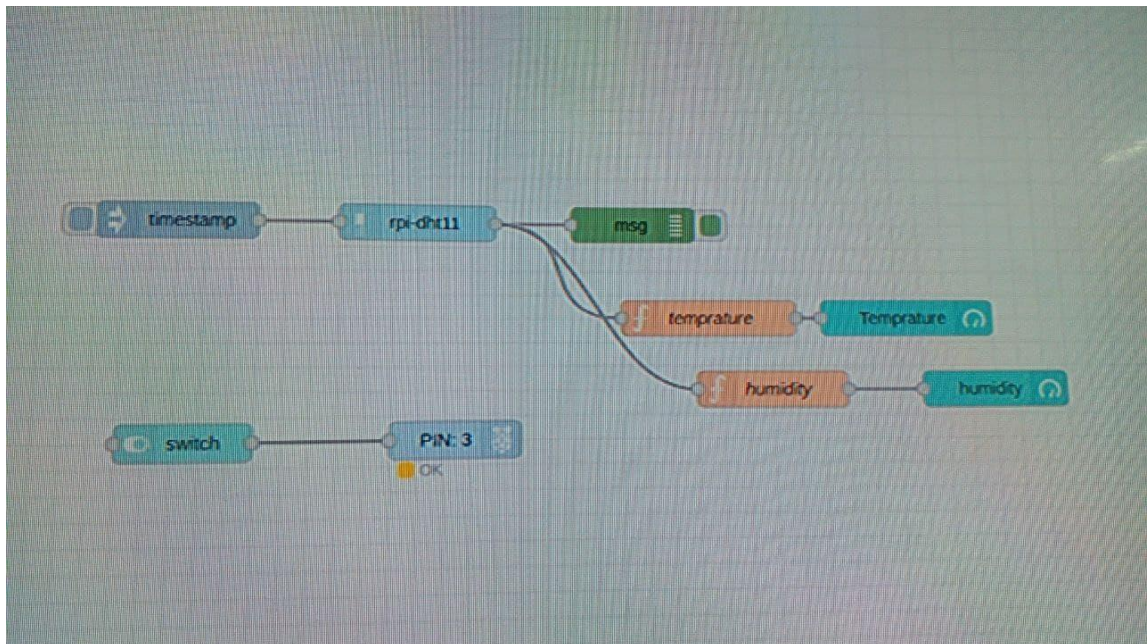 timestamp
rpi-dht11
msg
temprature
Temprature
humidity
humidity
switch
PIN: 3
OK